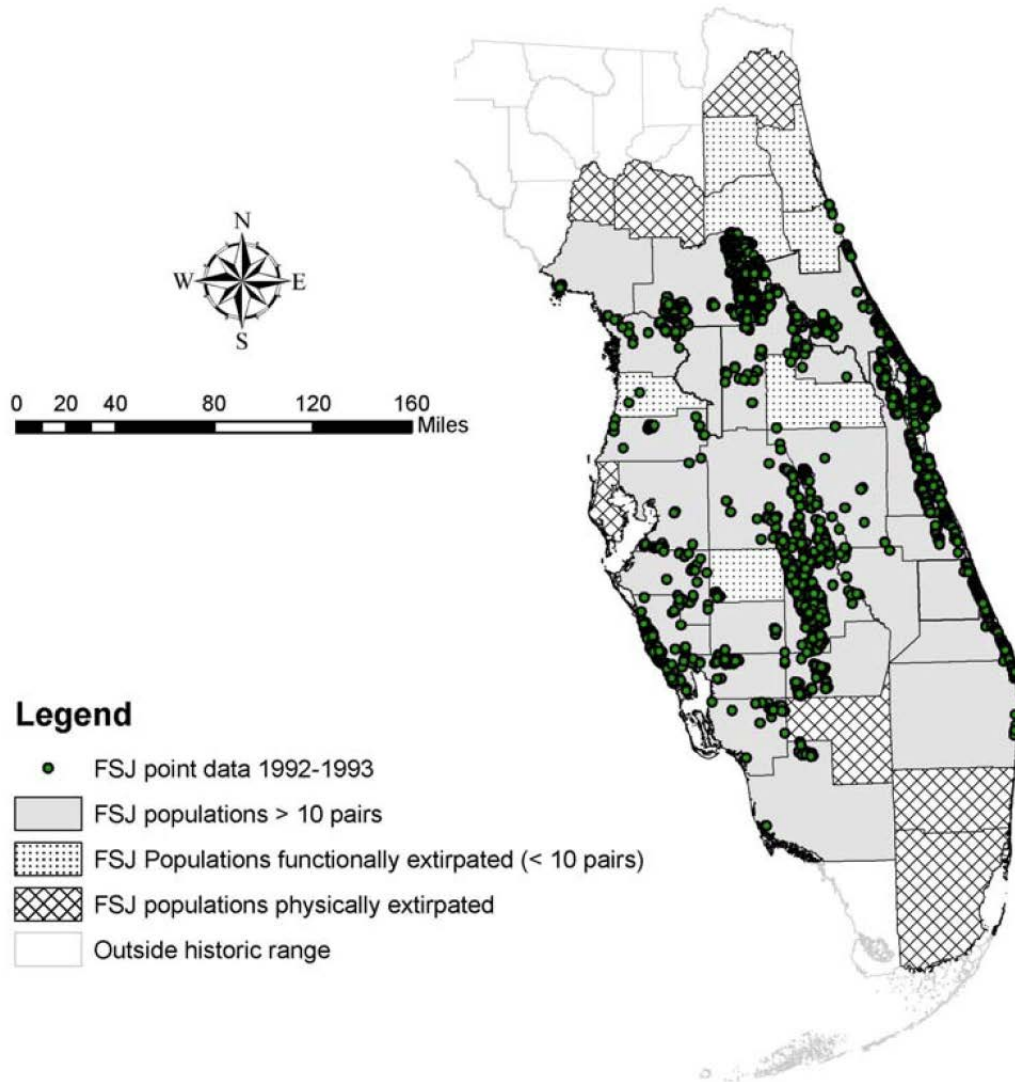 N
W E
S
0 20 40 80 120 160
Miles
Legend
FSJ point data 1992-1993
FSJ populations > 10 pairs
FSJ Populations functionally extirpated (< 10 pairs)
FSJ populations physically extirpated
Outside historic range